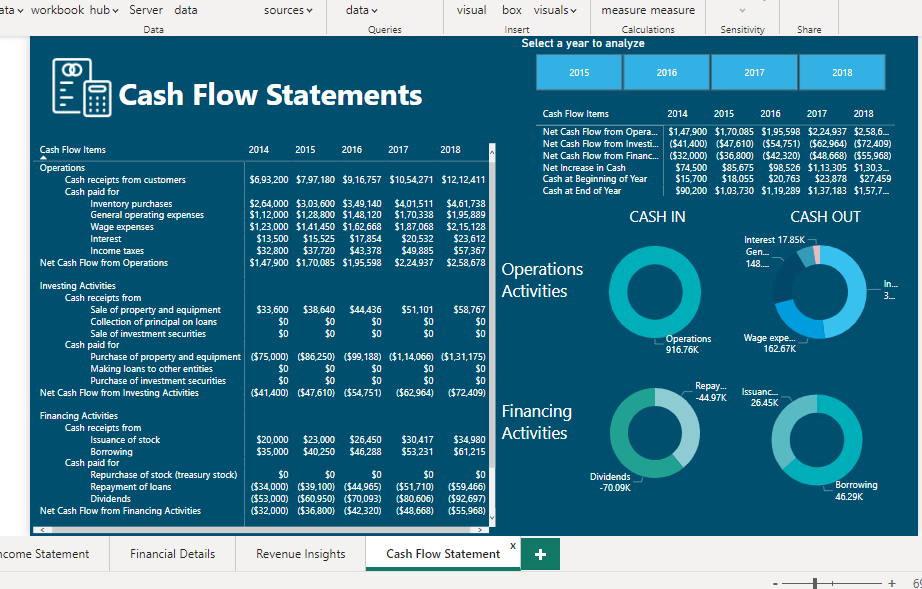 ata workbook hub Server data sources data visual box visuals measure measure
Data Queries Insert Calculations Sensitivity Share
Cash Flow Statements
Select a year to analyze
2015 2016 2017 2018
Cash Flow Items 2014 2015 2016 2017 2018
Net Cash Flow from Opera... $1,47,900 $1,70,085 $1,95,598 $2,24,937 $2,58,6...
Net Cash Flow from Investi... ($41,400) ($47,610) ($54,751) ($62,964) ($72,409)
Net Cash Flow from Financ... ($32,000) ($36,800) ($42,320) ($48,668) ($55,968)
Net Increase in Cash $74,500 $85,675 $98,526 $1,13,305 $1,30,3...
Cash at Beginning of Year $15,700 $18,055 $20,763 $23,878 $27,459
Cash at End of Year $90,200 $1,03,730 $1,19,289 $1,37,183 $1,57,7...
Cash Flow Items 2014 2015 2016 2017 2018
Operations
Cash receipts from customers $6,93,200 $7,97,180 $9,16,757 $10,54,271 $12,12,411
Cash paid for
Inventory purchases $2,64,000 $3,03,600 $3,49,140 $4,01,511 $4,61,738
General operating expenses $1,12,000 $1,28,800 $1,48,120 $1,70,338 $1,95,889
Wage expenses $1,23,000 $1,41,450 $1,62,668 $1,87,068 $2,15,128
Interest $13,500 $15,525 $17,854 $20,532 $23,612
Income taxes $32,800 $37,720 $43,378 $49,885 $57,367
Net Cash Flow from Operations $1,47,900 $1,70,085 $1,95,598 $2,24,937 $2,58,678
Investing Activities
Cash receipts from
Sale of property and equipment $33,600 $38,640 $44,436 $51,101 $58,767
Collection of principal on loans $0 $0 $0 $0 $0
Sale of investment securities $0 $0 $0 $0 $0
Cash paid for
Purchase of property and equipment ($75,000) ($86,250) ($99,188) ($1,14,066) ($1,31,175)
Making loans to other entities $0 $0 $0 $0 $0
Purchase of investment securities $0 $0 $0 $0 $0
Net Cash Flow from Investing Activities ($41,400) ($47,610) ($54,751) ($62,964) ($72,409)
Financing Activities
Cash receipts from
Issuance of stock $20,000 $23,000 $26,450 $30,417 $34,980
Borrowing $35,000 $40,250 $46,288 $53,231 $61,215
Cash paid for
Repurchase of stock (treasury stock) $0 $0 $0 $0 $0
Repayment of loans ($34,000) ($39,100) ($44,965) ($51,710) ($59,466)
Dividends ($53,000) ($60,950) ($70,093) ($80,606) ($92,697)
Net Cash Flow from Financing Activities ($32,000) ($36,800) ($42,320) ($48,668) ($55,968)
CASH IN CASH OUT
Operations
Activities
Operations
916.76K
Interest 17.85K
Gen...
148....
In...
3...
Wage expe...
162.67K
Financing
Activities
Repay...
-44.97K
Dividends
-70.09K
Issuanc...
26.45K
Borrowing
46.29K
ncome Statement Financial Details Revenue Insights Cash Flow Statement x +
- + 69